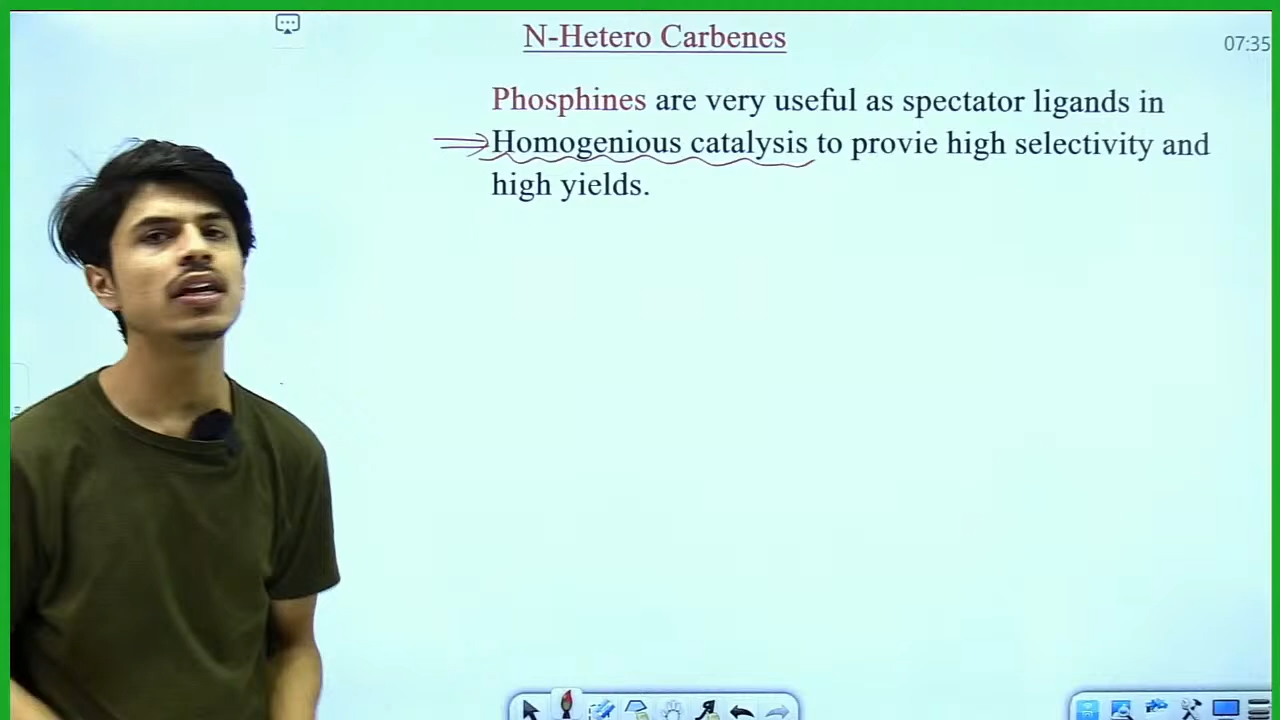 N-Hetero Carbenes
07:35
Phosphines are very useful as spectator ligands in
Homogenious catalysis to provie high selectivity and
high yields.